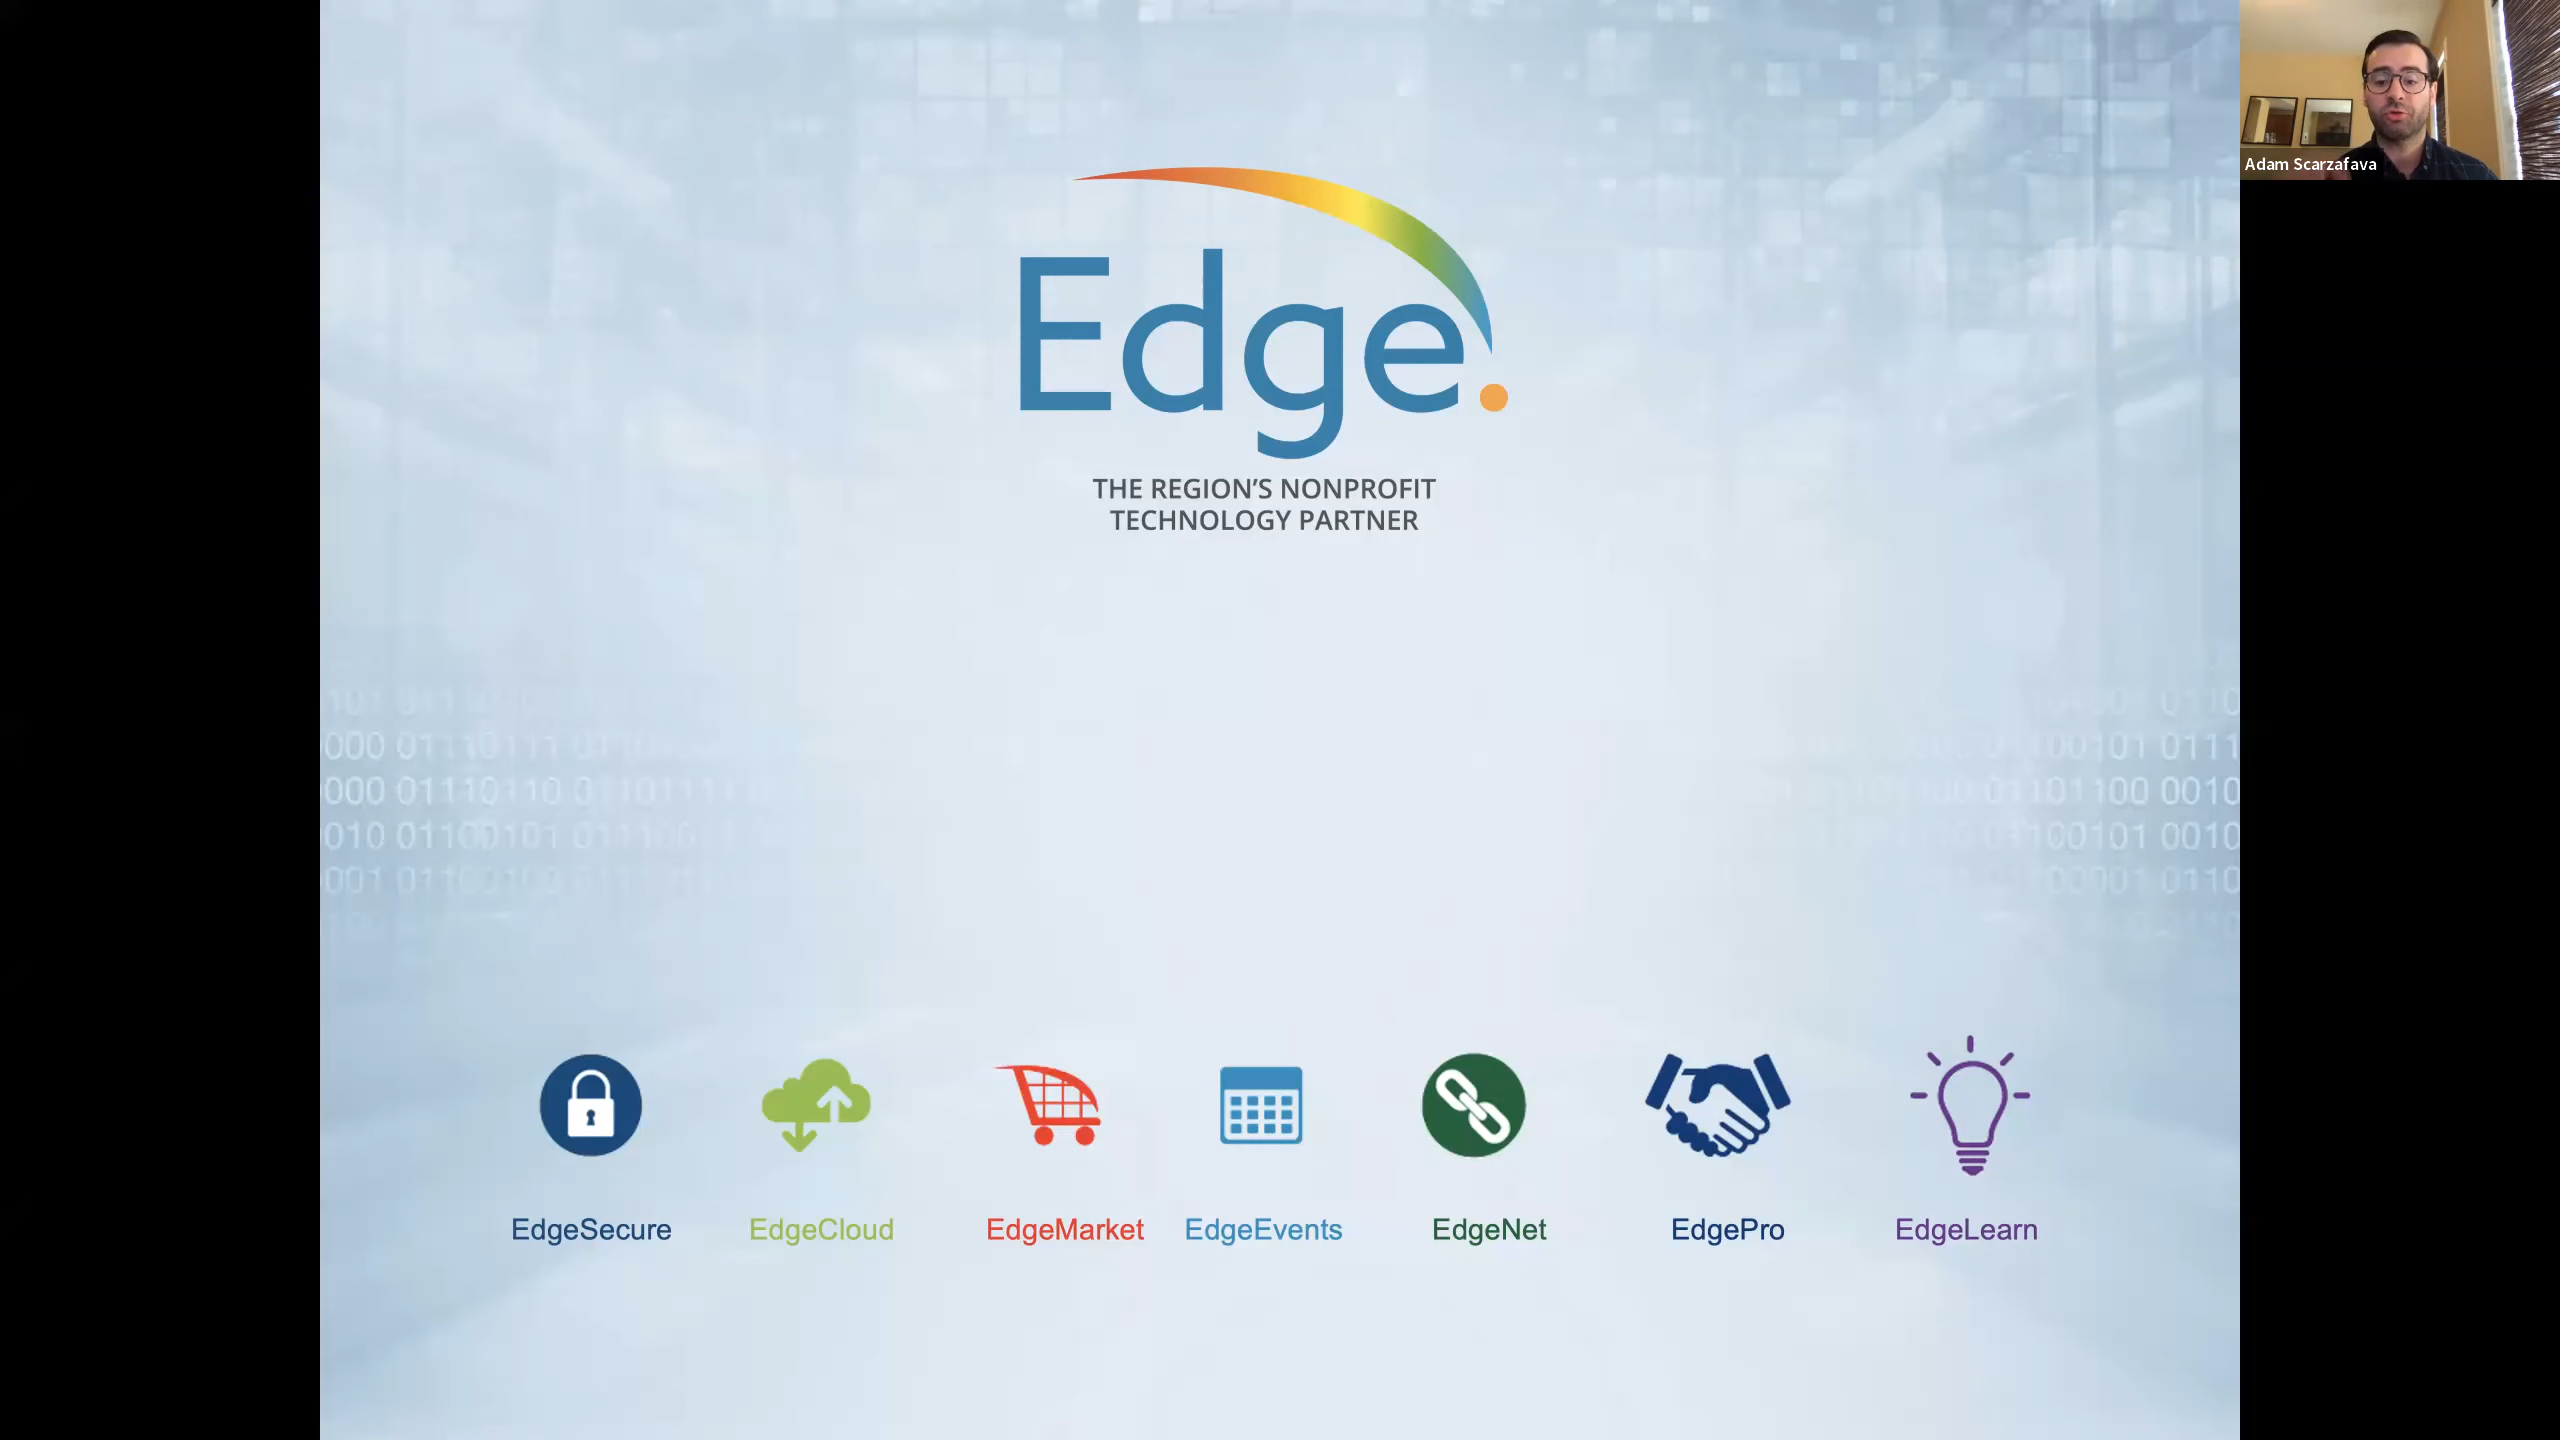 Adam Scarzafava
Edge.
THE REGION'S NONPROFIT
TECHNOLOGY PARTNER
EdgeSecure EdgeCloud EdgeMarket EdgeEvents EdgeNet EdgePro EdgeLearn